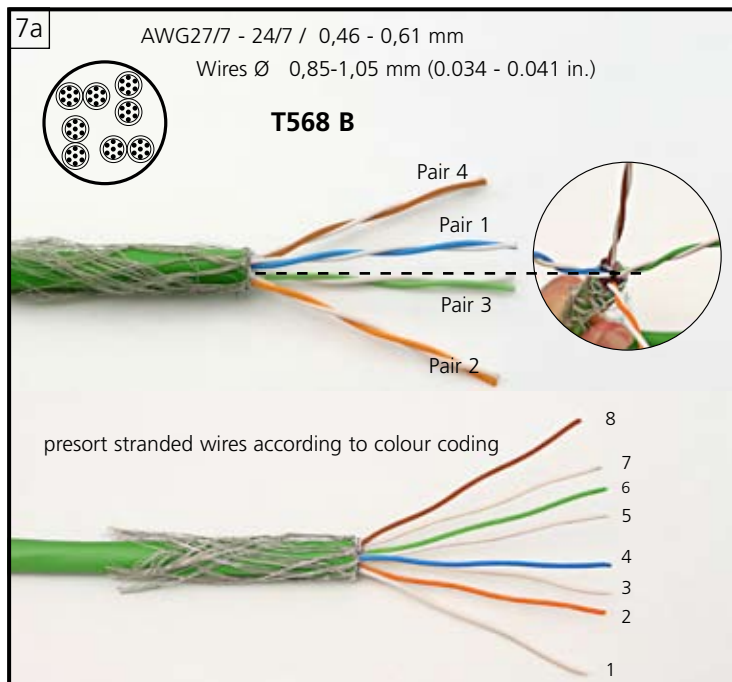 7a
AWG27/7 - 24/7 / 0,46 - 0,61 mm
Wires Ø 0,85-1,05 mm (0.034 - 0.041 in.)
T568 B
Pair 4
Pair 1
Pair 3
Pair 2
presort stranded wires according to colour coding
8
7
6
5
4
3
2
1